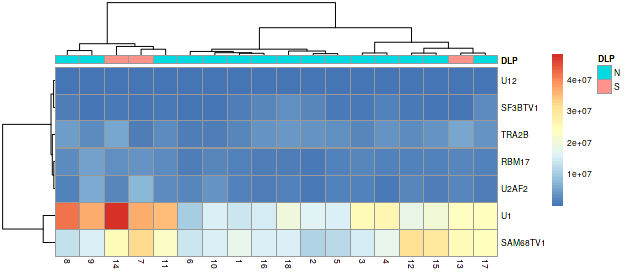 DLP
U12
SF3BTV1
TRA2B
RBM17
U2AF2
U1
SAM68TV1
8 9 14 7 11 6 10 1 16 18 2 5 3 4 12 15 13 17
4e+07
3e+07
2e+07
1e+07
DLP
N
S